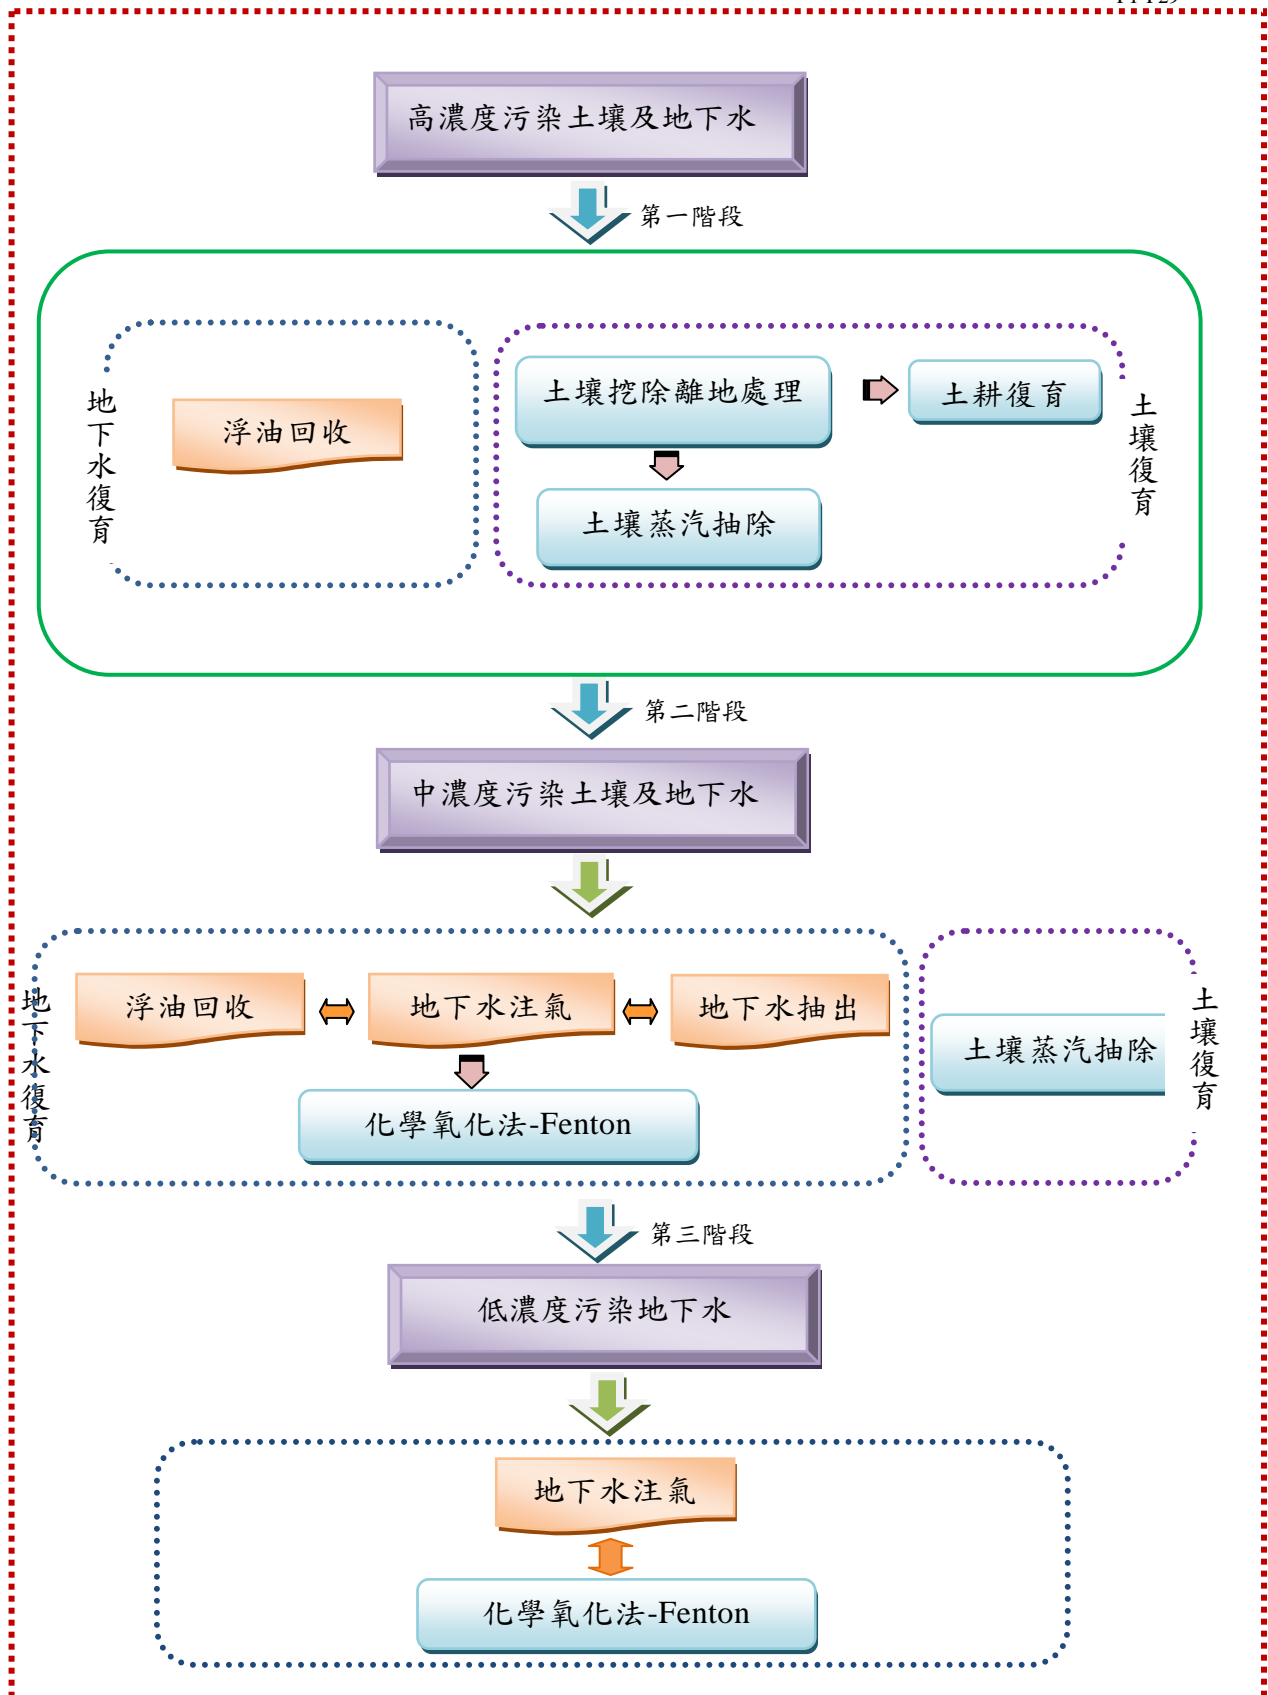 高濃度污染土壤及地下水
第一階段
地下水復育
浮油回收
土壤挖除離地處理
土耕復育
土壤蒸汽抽除
土壤復育
第二階段
中濃度污染土壤及地下水
地下水復育
浮油回收
地下水注氣
地下水抽出
化學氧化法-Fenton
土壤蒸汽抽除
土壤復育
第三階段
低濃度污染地下水
地下水注氣
化學氧化法-Fenton